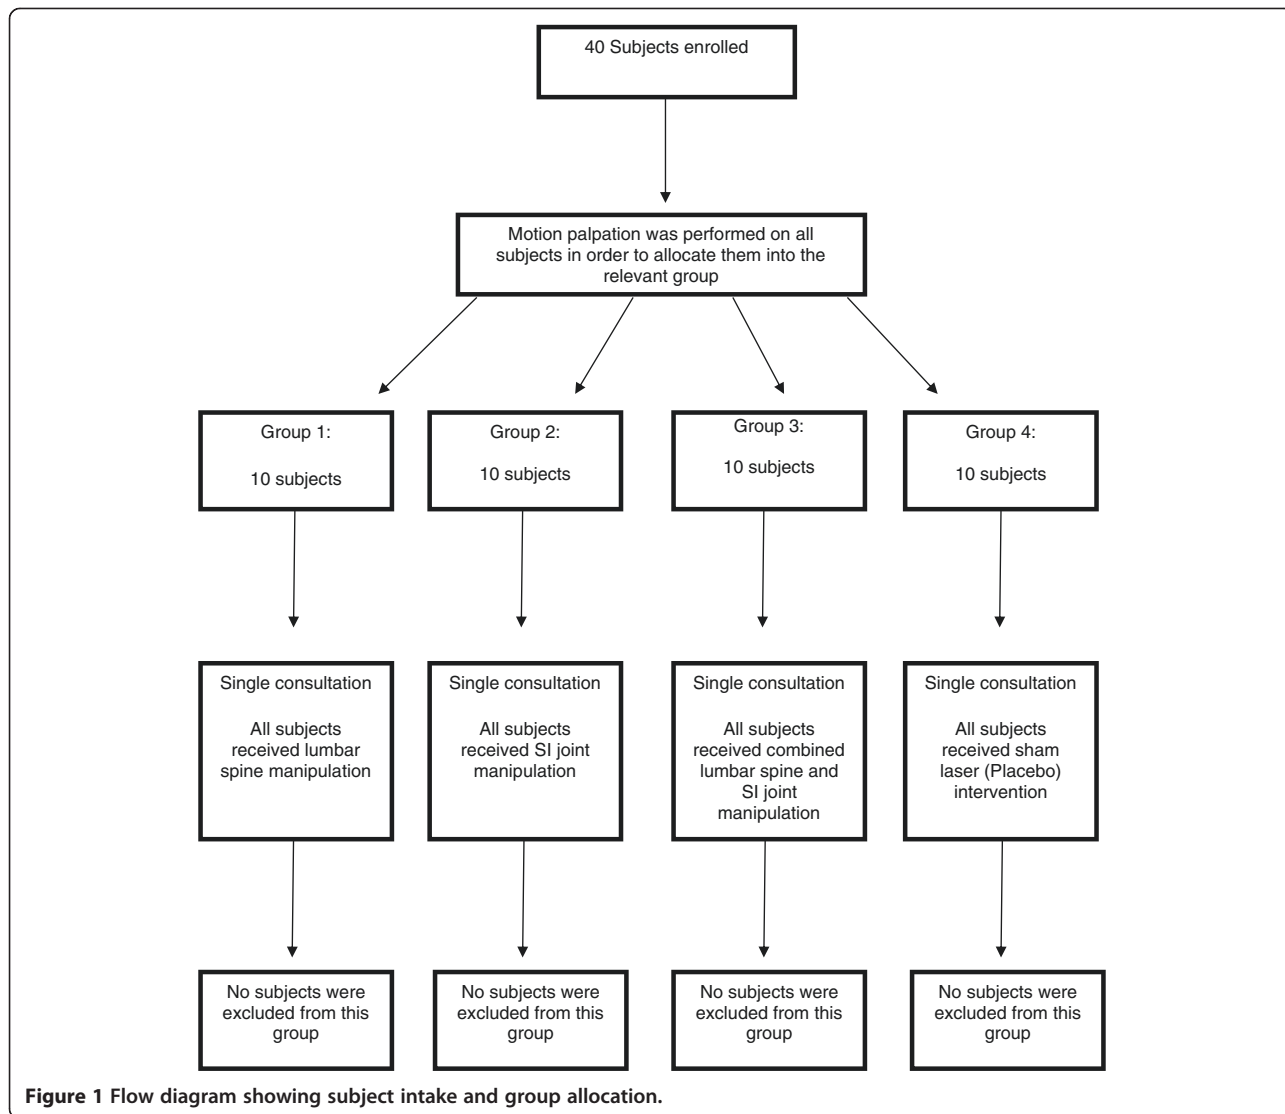 40 Subjects enrolled
Motion palpation was performed on all
subjects in order to allocate them into the
relevant group
Group 1:
10 subjects
Group 2:
10 subjects
Group 3:
10 subjects
Group 4:
10 subjects
Single consultation
All subjects
received lumbar
spine manipulation
Single consultation
All subjects
received SI joint
manipulation
Single consultation
All subjects
received combined
lumbar spine and
SI joint
manipulation
Single consultation
All subjects
received sham
laser (Placebo)
intervention
No subjects were
excluded from this
group
No subjects were
excluded from this
group
No subjects were
excluded from this
group
No subjects were
excluded from this
group
Figure 1 Flow diagram showing subject intake and group allocation.